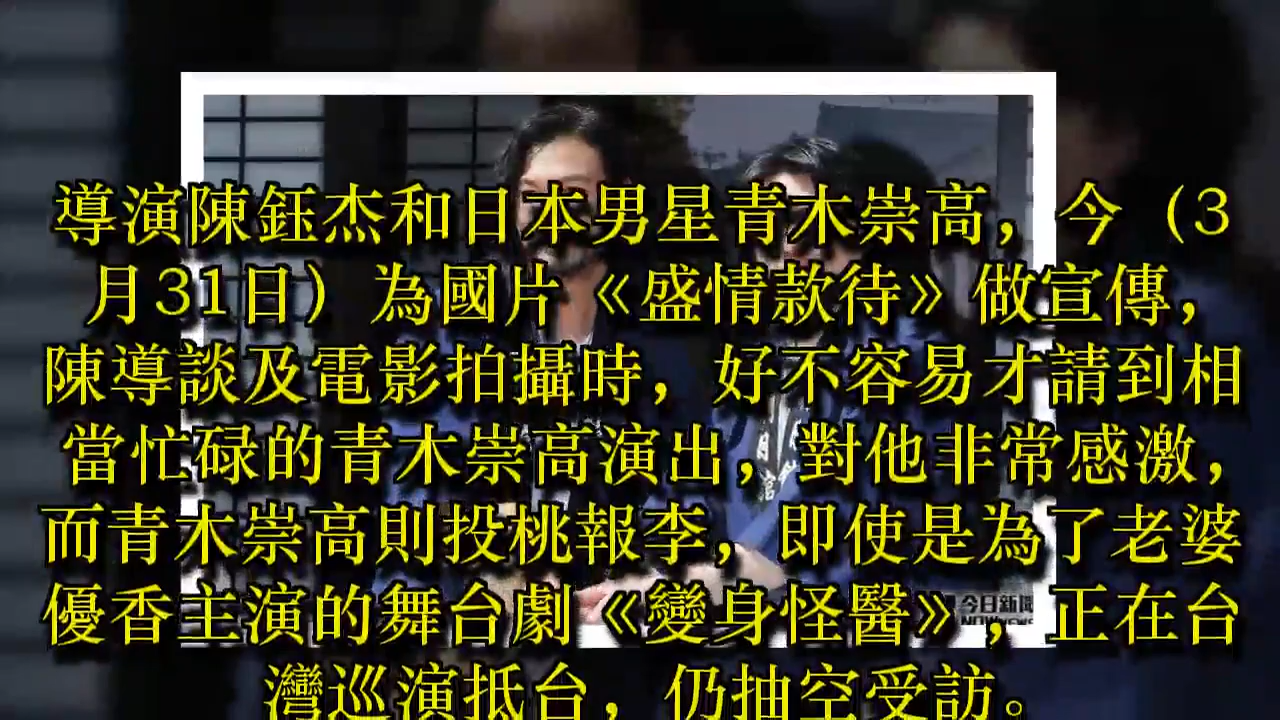 導演陳鈺杰和日本男星青木崇高，今（3
月31日）為國片《盛情款待》做宣傳，
陳導談及電影拍攝時，好不容易才請到相
當忙碌的青木崇高演出，對他非常感激，
而青木崇高則投桃報李，即使是為了老婆
優香主演的舞台劇《變身怪醫》，正在台
灣巡演抵台，仍抽空受訪。
今日新聞
NOWNEWS